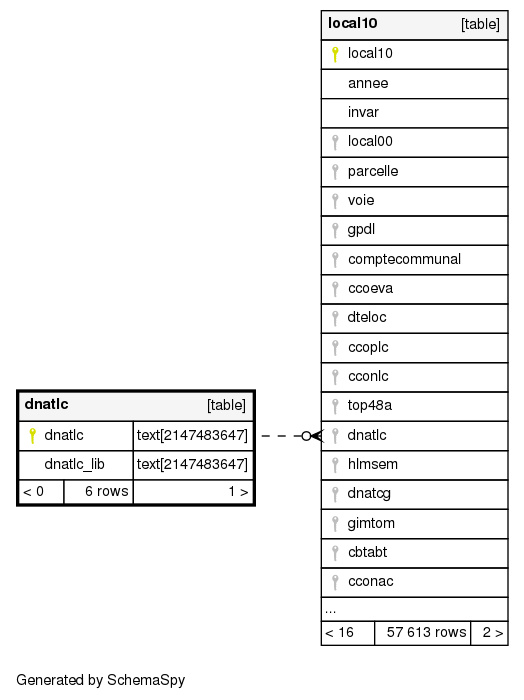 local10 [table]
local10
annee
invar
local00
parcelle
voie
gpdl
comptecommunal
ccoeva
dteloc
ccoplc
cconlc
top48a
dnatlc
hlmsem
dnatcg
gimtom
cbtabt
cconac
...
< 16 57 613 rows 2 >
dnatlc [table]
dnatlc text[2147483647]
dnatlc_lib text[2147483647]
< 0 6 rows 1 >
Generated by SchemaSpy